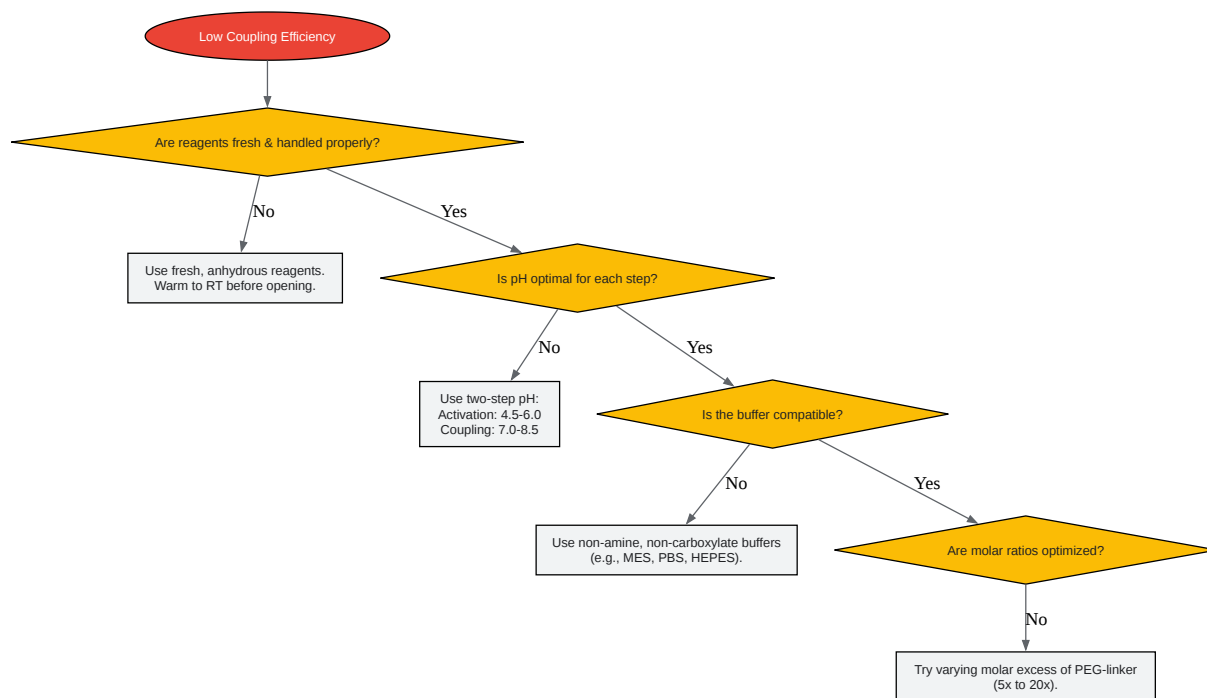 Low Coupling Efficiency
Are reagents fresh & handled properly?
No
Yes
Use fresh, anhydrous reagents.
Warm to RT before opening.
Is pH optimal for each step?
No
Yes
Use two-step pH:
Activation: 4.5-6.0
Coupling: 7.0-8.5
Is the buffer compatible?
No
Yes
Use non-amine, non-carboxylate buffers
(e.g., MES, PBS, HEPES).
Are molar ratios optimized?
No
Try varying molar excess of PEG-linker
(5x to 20x).